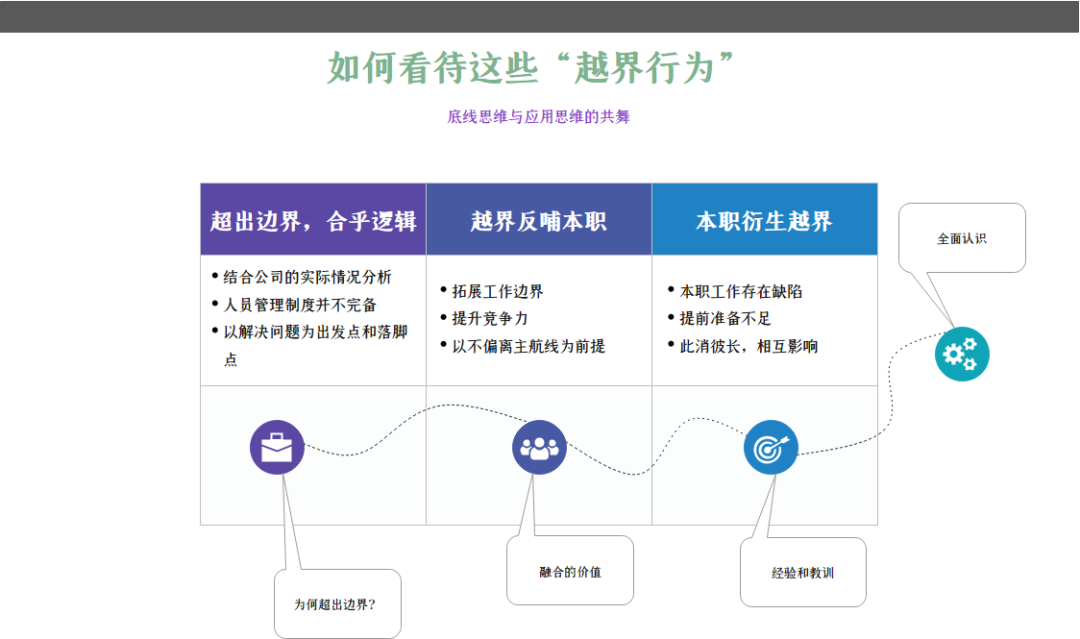 如何看待这些“越界行为”
底线思维与应用思维的共舞
超出边界，合乎逻辑
越界反哺本职
本职衍生越界
• 结合公司的实际情况分析
• 人员管理制度并不完备
• 以解决问题为出发点和落脚
点
• 拓展工作边界
• 提升竞争力
• 以不偏离主航线为前提
• 本职工作存在缺陷
• 提前准备不足
• 此消彼长，相互影响
全面认识
为何超出边界？
融合的价值
经验和教训